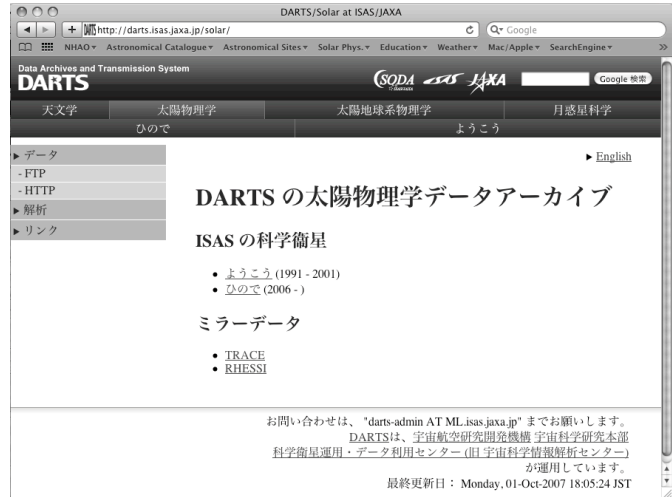 DARTS/Solar at ISAS/JAXA
http://darts.isas.jaxa.jp/solar/
Google
NHAO Astronomical Catalogue Astronomical Sites Solar Phys. Education Weather Mac/Apple SearchEngine
Data Archives and Transmission System
DARTS
SODA ISAS JAXA Google 検索
天文学 太陽物理学 太陽地球系物理学 月惑星科学
ひので ようこう
データ
- FTP
- HTTP
解析
リンク
English
DARTS の太陽物理学データアーカイブ
ISAS の科学衛星
• ようこう (1991 - 2001)
• ひので (2006 - )
ミラーデータ
• TRACE
• RHESSI
お問い合わせは、 "darts-admin AT ML.isas.jaxa.jp" までお願いします。
DARTSは、宇宙航空研究開発機構 宇宙科学研究本部
科学衛星運用・データ利用センター (旧 宇宙科学情報解析センター)
が運用しています。
最終更新日： Monday, 01-Oct-2007 18:05:24 JST